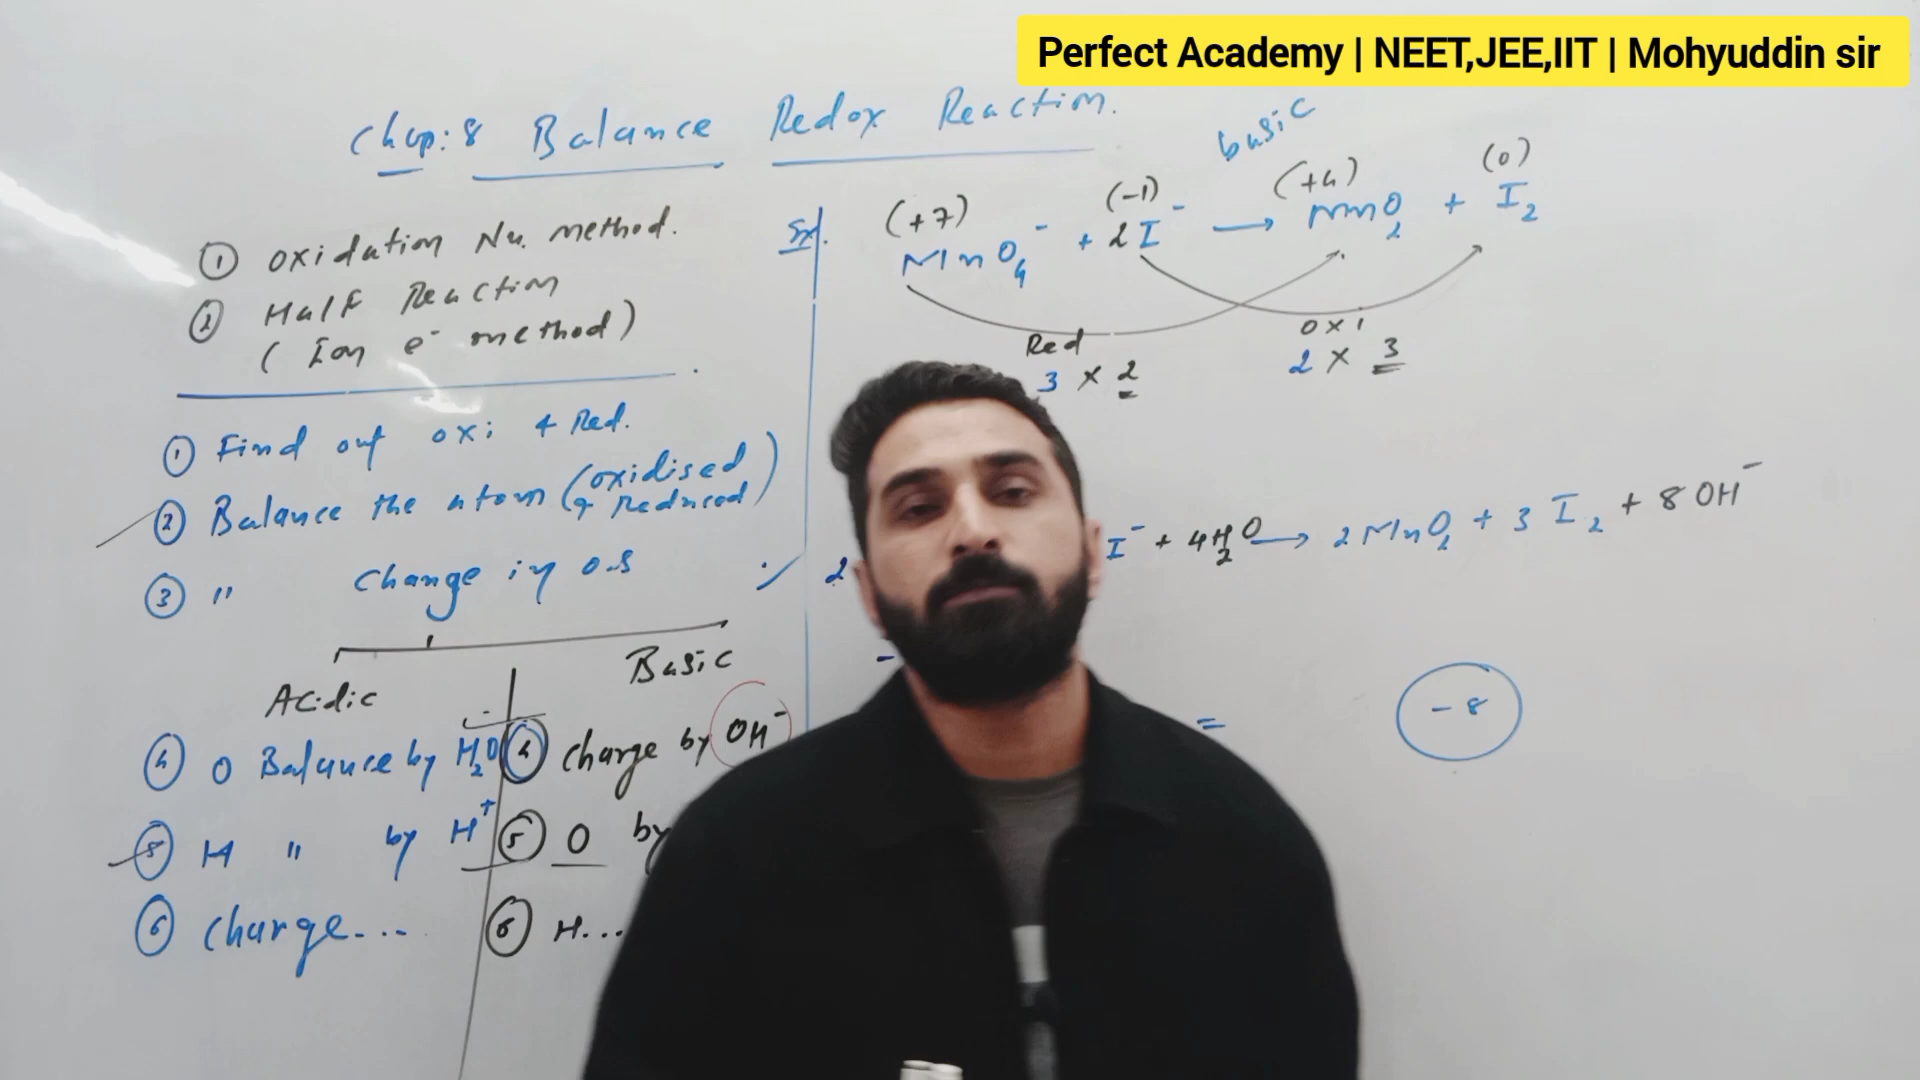 Perfect Academy | NEET,JEE,IIT | Mohyuddin sir
Chap: 8 Balance Redox Reaction.
① Oxidation Nu. method.
② Half Reaction
( Ion e⁻ method)
① Find out oxi & Red.
② Balance the atom (oxidised & Reduced)
③ " Change in o.s
Acidic
Basic
④ O Balance by H₂O
⑤ H " by H⁺
⑥ Charge...
④ Charge by OH⁻
⑤ O by
⑥ H...
basic
(+7) (-1) (+4) (0)
Ex. MnO₄⁻ + 2I⁻ → MnO₂ + I₂
Red
3 × 2
oxi
2 × 3
2
I⁻ + 4H₂O → 2MnO₂ + 3 I₂ + 8 OH⁻
-
=
-8